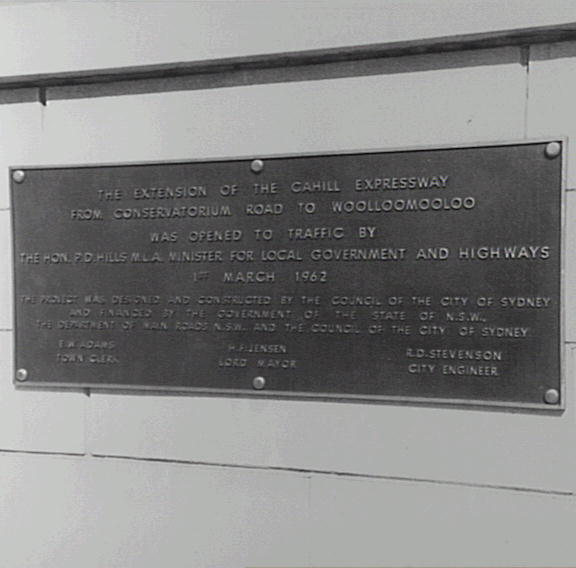 THE EXTENSION OF THE CAHILL EXPRESSWAY
FROM CONSERVATORIUM ROAD TO WOOLLOOMOOLOO
WAS OPENED TO TRAFFIC BY
THE HON. P.D. HILLS M.L.A. MINISTER FOR LOCAL GOVERNMENT AND HIGHWAYS
1ST MARCH 1962
THE PROJECT WAS DESIGNED AND CONSTRUCTED BY THE COUNCIL OF THE CITY OF SYDNEY
AND FINANCED BY THE GOVERNMENT OF THE STATE OF N.S.W.,
THE DEPARTMENT OF MAIN ROADS N.S.W. AND THE COUNCIL OF THE CITY OF SYDNEY
E.W. ADAMS H.F. JENSEN R.D. STEVENSON
TOWN CLERK LORD MAYOR CITY ENGINEER